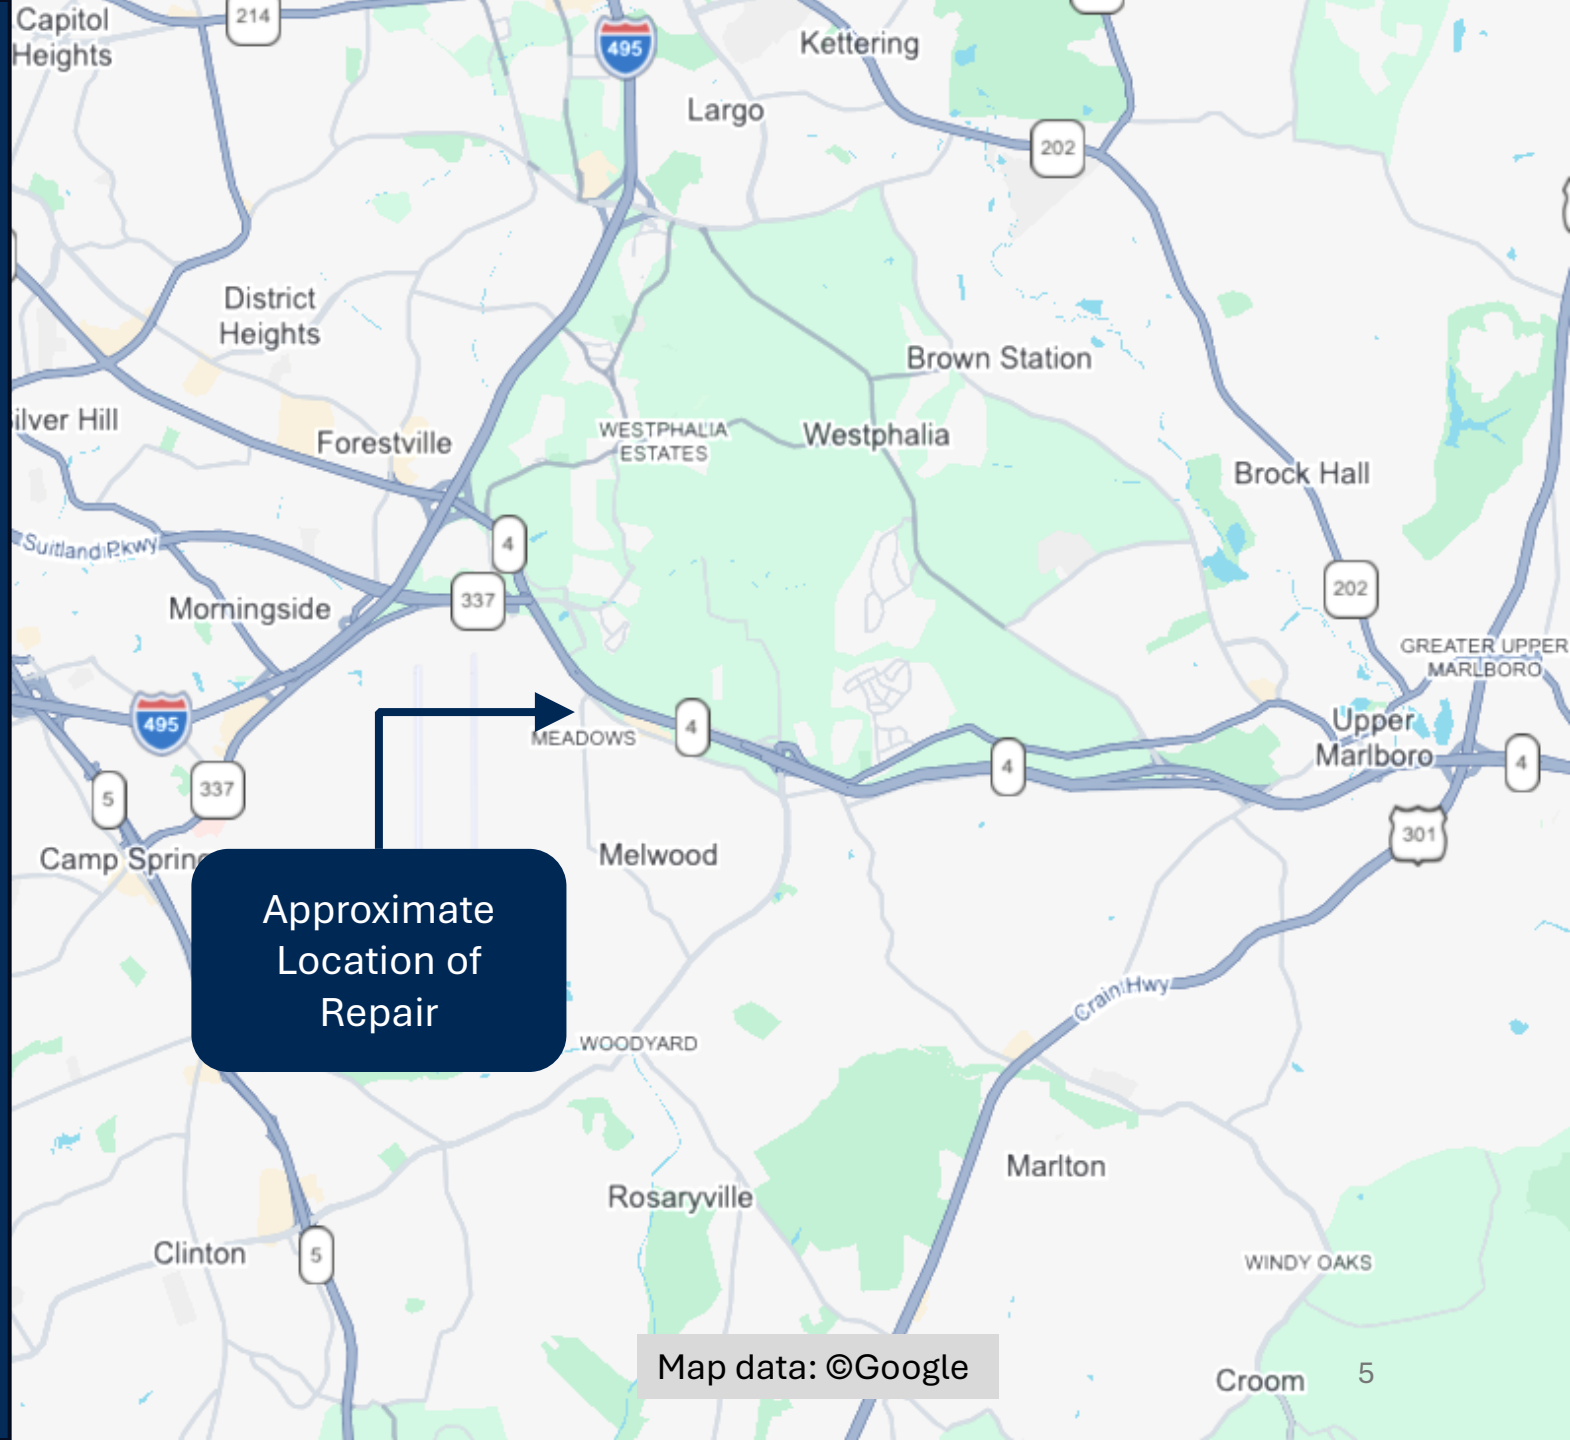 Capitol
Heights
214
495
Kettering
Largo
202
District
Heights
Brown Station
ilver Hill
Forestville
WESTPHALIA
ESTATES
Westphalia
Brock Hall
Suitland Pkwy
4
337
202
Morningside
GREATER UPPER
MARLBORO
495
4
MEADOWS
Upper
Marlboro
4
4
5
337
301
Camp Spring
Melwood
Approximate
Location of
Repair
Crain Hwy
WOODYARD
Marlton
Rosaryville
Clinton
5
WINDY OAKS
Map data: ©Google
Croom
5